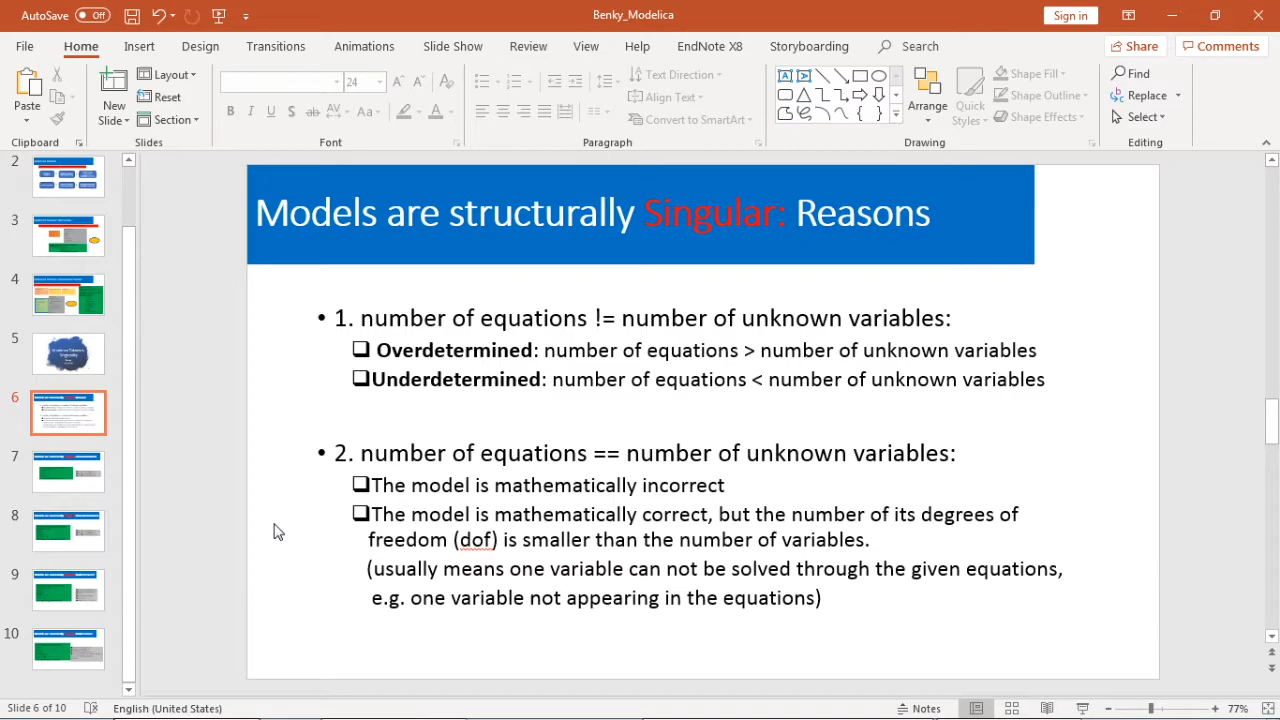 AutoSave Off Benky_Modelica Sign in
File Home Insert Design Transitions Animations Slide Show Review View Help EndNote X8 Storyboarding Search Share Comments
Paste
New
Slide
Layout
Reset
Section
24
B I U S ab AV Aa A
Text Direction
Align Text
Convert to SmartArt
Arrange
Quick
Styles
Shape Fill
Shape Outline
Shape Effects
Find
Replace
Select
Clipboard Slides Font Paragraph Drawing Editing
2
3
4
5
6
7
8
9
10
Models are structurally Singular: Reasons
• 1. number of equations != number of unknown variables:
❑ Overdetermined: number of equations > number of unknown variables
❑Underdetermined: number of equations < number of unknown variables
• 2. number of equations == number of unknown variables:
❑The model is mathematically incorrect
❑The model is mathematically correct, but the number of its degrees of
freedom (dof) is smaller than the number of variables.
(usually means one variable can not be solved through the given equations,
e.g. one variable not appearing in the equations)
Slide 6 of 10 English (United States) Notes 77%